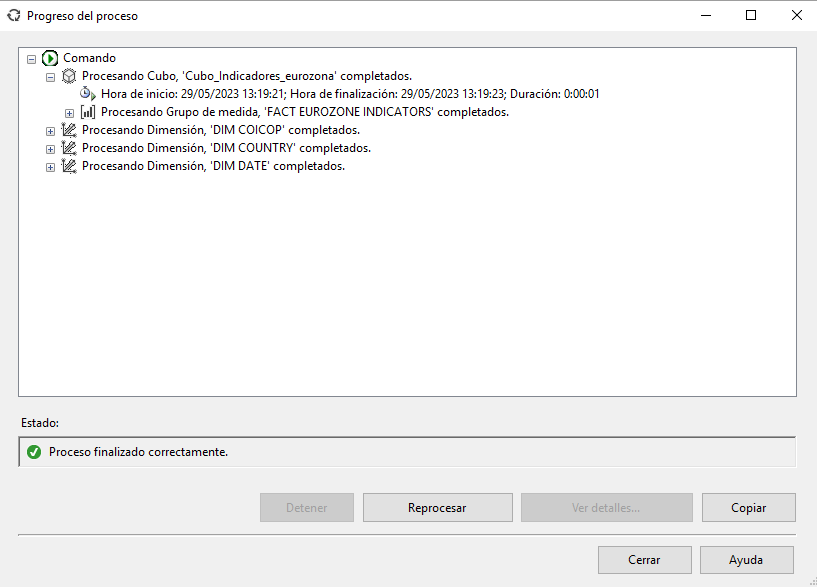 Progreso del proceso
Comando
Procesando Cubo, 'Cubo_Indicadores_eurozona' completados.
Hora de inicio: 29/05/2023 13:19:21; Hora de finalización: 29/05/2023 13:19:23; Duración: 0:00:01
Procesando Grupo de medida, 'FACT EUROZONE INDICATORS' completados.
Procesando Dimensión, 'DIM COICOP' completados.
Procesando Dimensión, 'DIM COUNTRY' completados.
Procesando Dimensión, 'DIM DATE' completados.
Estado:
Proceso finalizado correctamente.
Detener Reprocesar Ver detalles... Copiar
Cerrar Ayuda